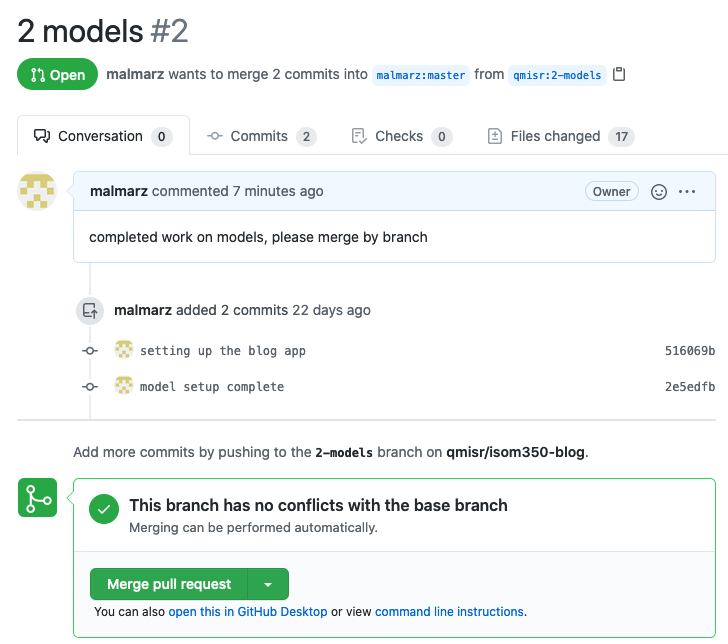 2 models #2
Open malmarz wants to merge 2 commits into malmarz:master from qmisr:2-models
Conversation 0 Commits 2 Checks 0 Files changed 17
malmarz commented 7 minutes ago Owner
completed work on models, please merge by branch
malmarz added 2 commits 22 days ago
setting up the blog app 516069b
model setup complete 2e5edfb
Add more commits by pushing to the 2-models branch on qmisr/isom350-blog.
This branch has no conflicts with the base branch
Merging can be performed automatically.
Merge pull request
You can also open this in GitHub Desktop or view command line instructions.